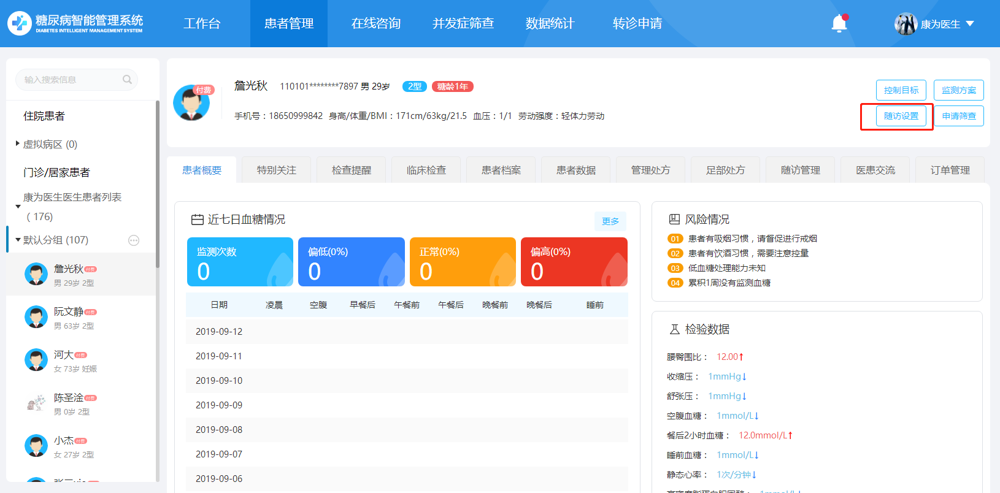 糖尿病智能管理系统
DIABETES INTELLIGENT MANAGEMENT SYSTEM
工作台 患者管理 在线咨询 并发症筛查 数据统计 转诊申请
康为医生
输入搜索信息
住院患者
虚拟病区 (0)
门诊/居家患者
康为医生医生患者列表
( 176)
默认分组 (107)
詹光秋 付费
男 29岁 2型
阮文静 付费
男 63岁 2型
河大 付费
女 73岁 妊娠
陈圣淦 付费
男 0岁 2型
小杰 付费
女 27岁 2型
付费
詹光秋 110101********7897 男 29岁 2型 糖龄1年
手机号：18650999842 身高/体重/BMI：171cm/63kg/21.5 血压：1/1 劳动强度：轻体力劳动
控制目标 监测方案
随访设置 申请筛查
患者概要 特别关注 检查提醒 临床检查 患者档案 患者数据 管理处方 足部处方 随访管理 医患交流 订单管理
近七日血糖情况 更多
监测次数 偏低(0%) 正常(0%) 偏高(0%)
0 0 0 0
日期 凌晨 空腹 早餐后 午餐前 午餐后 晚餐前 晚餐后 睡前
2019-09-12
2019-09-11
2019-09-10
2019-09-09
2019-09-08
2019-09-07
2019-09-06
风险情况
01 患者有吸烟习惯，请督促进行戒烟
02 患者有饮酒习惯，需要注意控量
03 低血糖处理能力未知
04 累积1周没有监测血糖
检验数据
腰臀围比： 12.00↑
收缩压： 1mmHg↓
舒张压： 1mmHg↓
空腹血糖： 1mmol/L↓
餐后2小时血糖： 12.0mmol/L↑
睡前血糖： 1mmol/L↓
静态心率： 1次/分钟↓
高密度脂蛋白胆固醇： 1mmol/L↓